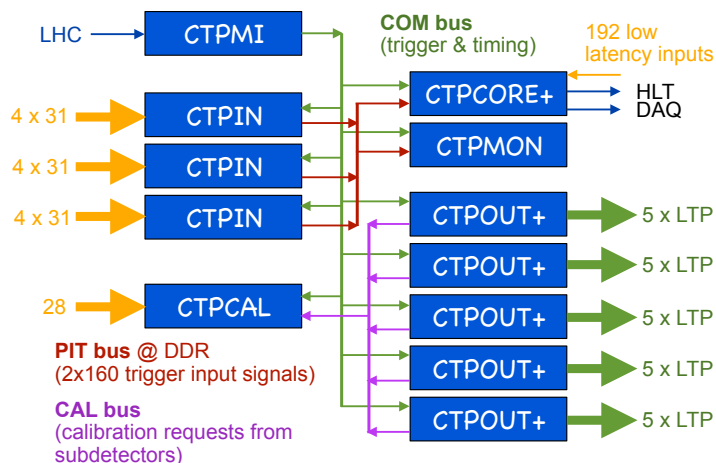 LHC
CTPMI
COM bus
(trigger & timing)
192 low
latency inputs
CTPCORE+
HLT
DAQ
4 x 31
CTPIN
CTPMON
4 x 31
CTPIN
4 x 31
CTPIN
CTPOUT+
5 x LTP
CTPOUT+
5 x LTP
28
CTPCAL
CTPOUT+
5 x LTP
PIT bus @ DDR
(2x160 trigger input signals)
CTPOUT+
5 x LTP
CAL bus
(calibration requests from
subdetectors)
CTPOUT+
5 x LTP